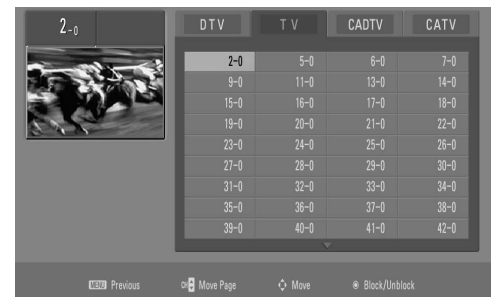 2-0
DTV TV CADTV CATV
2-0 5-0 6-0 7-0
9-0 11-0 13-0 14-0
15-0 16-0 17-0 18-0
19-0 20-0 21-0 22-0
23-0 24-0 25-0 26-0
27-0 28-0 29-0 30-0
31-0 32-0 33-0 34-0
35-0 36-0 37-0 38-0
39-0 40-0 41-0 42-0
MENU Previous CH Move Page Move Block/Unblock